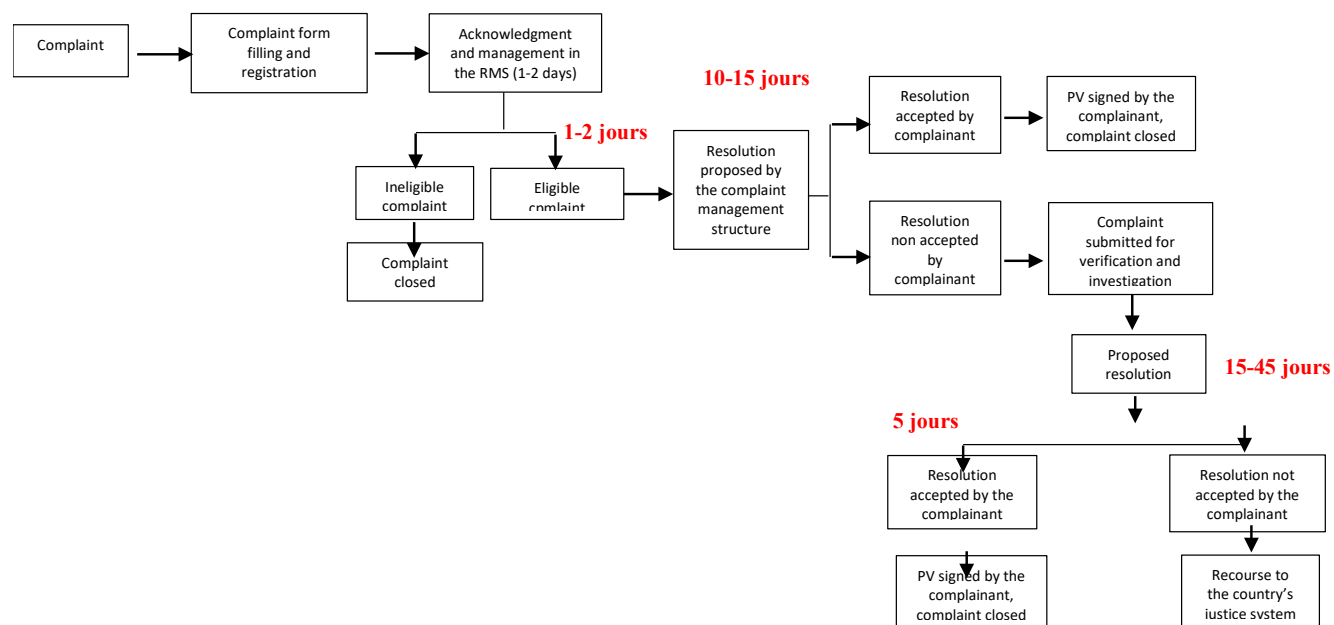 Complaint
Complaint form
filling and
registration
Acknowledgment
and management in
the RMS (1-2 days)
10-15 jours
Resolution
accepted by
complainant
PV signed by the
complainant,
complaint closed
1-2 jours
Ineligible
complaint
Eligible
cpmlaint
Resolution
proposed by
the complaint
management
structure
Complaint
closed
Resolution
non accepted
by
complainant
Complaint
submitted for
verification and
investigation
Proposed
resolution
15-45 jours
5 jours
Resolution
accepted by the
complainant
Resolution not
accepted by the
complainant
PV signed by the
complainant,
complaint closed
Recourse to
the country’s
justice system